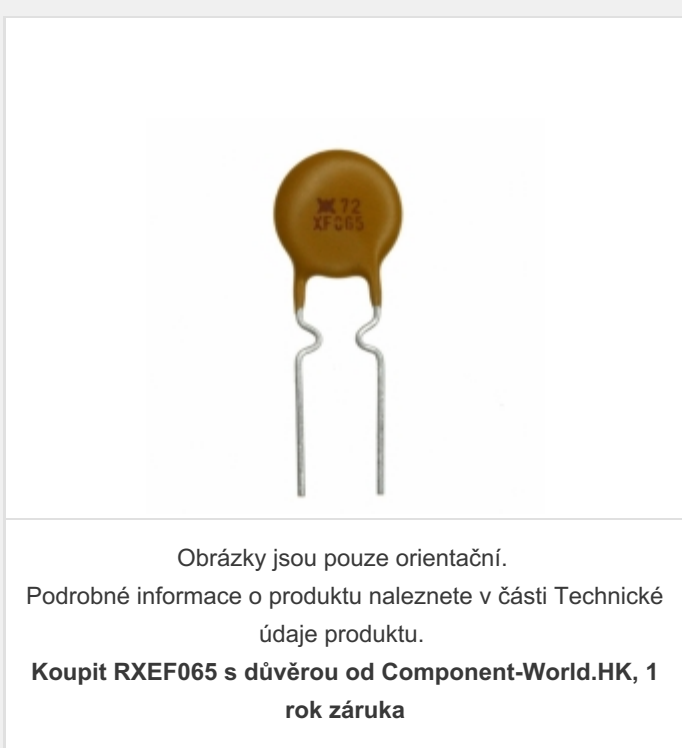 72
XF065
Obrázky jsou pouze orientační.
Podrobné informace o produktu naleznete v části Technické
údaje produktu.
Koupit RXEF065 s důvěrou od Component-World.HK, 1
rok záruka